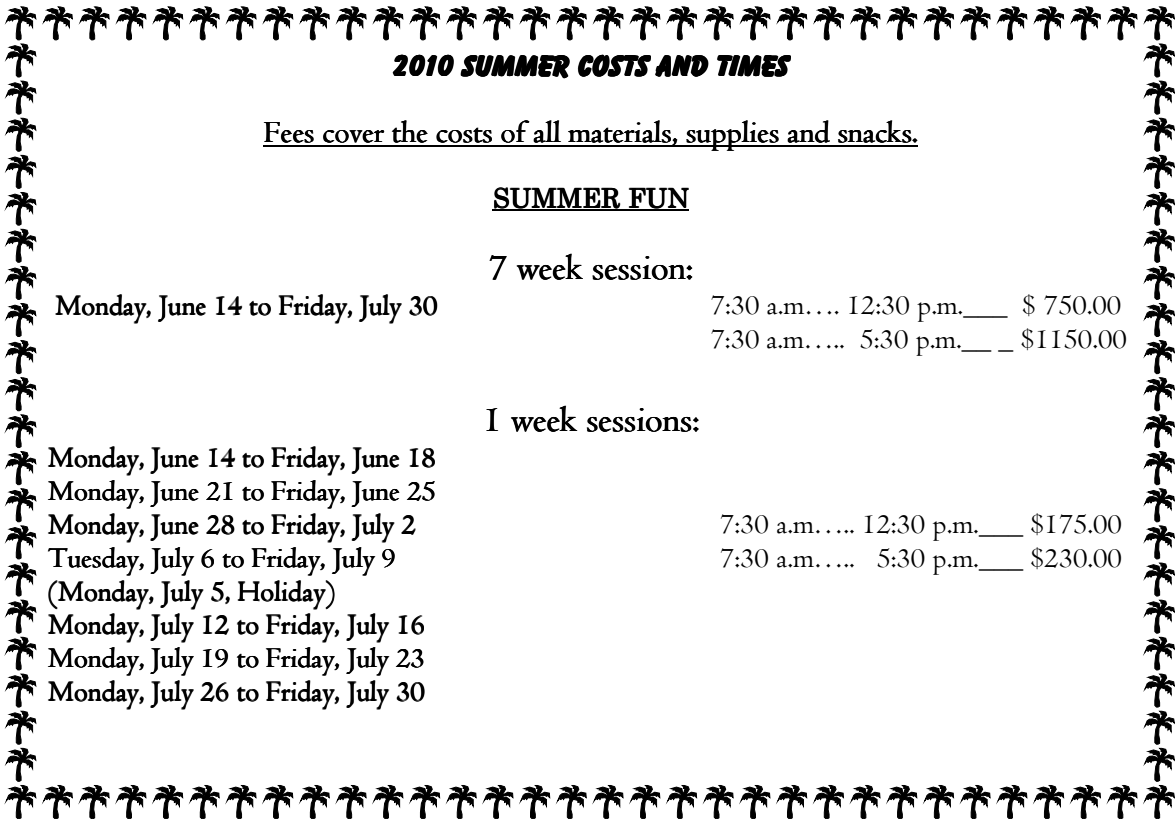 2010 SUMMER COSTS AND TIMES
Fees cover the costs of all materials, supplies and snacks.
SUMMER FUN
7 week session:
Monday, June 14 to Friday, July 30 7:30 a.m.... 12:30 p.m.___ $ 750.00
7:30 a.m..... 5:30 p.m.__ _ $1150.00
1 week sessions:
Monday, June 14 to Friday, June 18
Monday, June 21 to Friday, June 25
Monday, June 28 to Friday, July 2 7:30 a.m..... 12:30 p.m.___ $175.00
Tuesday, July 6 to Friday, July 9 7:30 a.m..... 5:30 p.m.___ $230.00
(Monday, July 5, Holiday)
Monday, July 12 to Friday, July 16
Monday, July 19 to Friday, July 23
Monday, July 26 to Friday, July 30